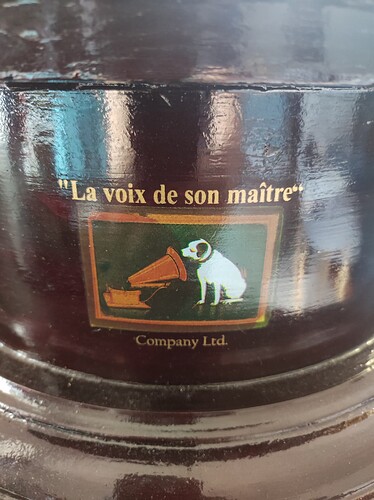 "La voix de son maître“
Company Ltd.